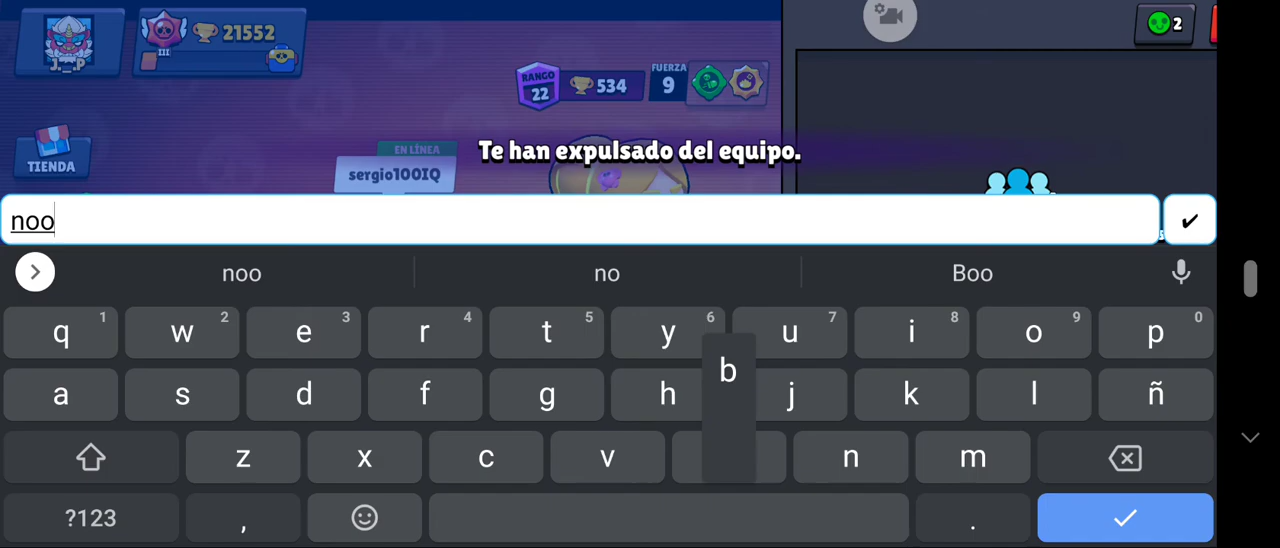 J._.P
III
21552
2
RANGO
22
534
FUERZA
9
TIENDA
EN LÍNEA
sergio100IQ
Te han expulsado del equipo.
noo
noo no Boo
q 1 w 2 e 3 r 4 t 5 y 6 u 7 i 8 o 9 p 0
b
a s d f g h j k l ñ
z x c v n m
?123 , .